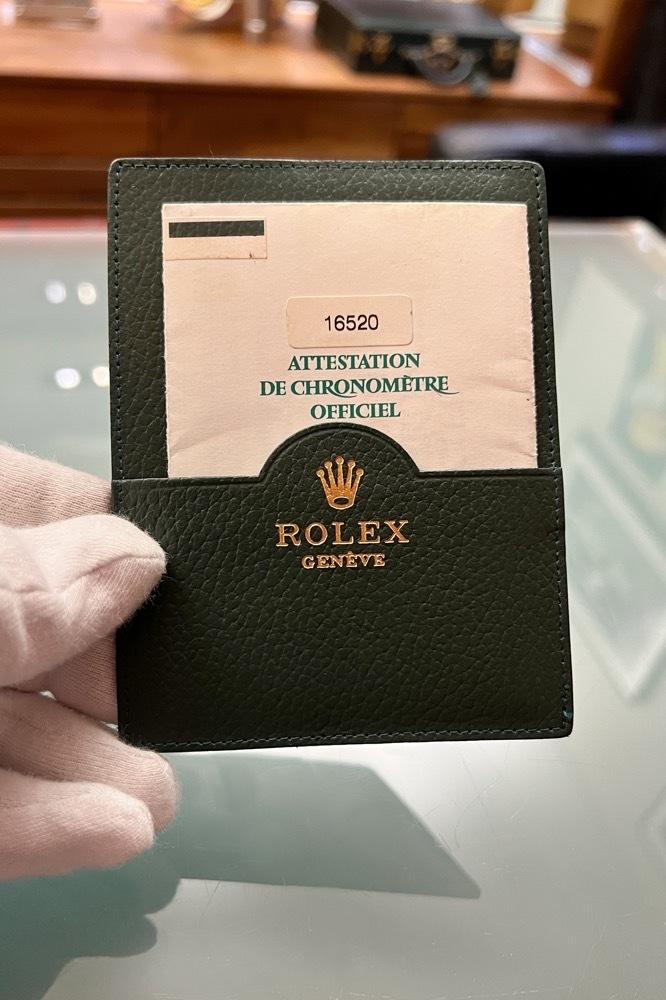 16520
ATTESTATION
DE CHRONOMÈTRE
OFFICIEL
ROLEX
GENÈVE